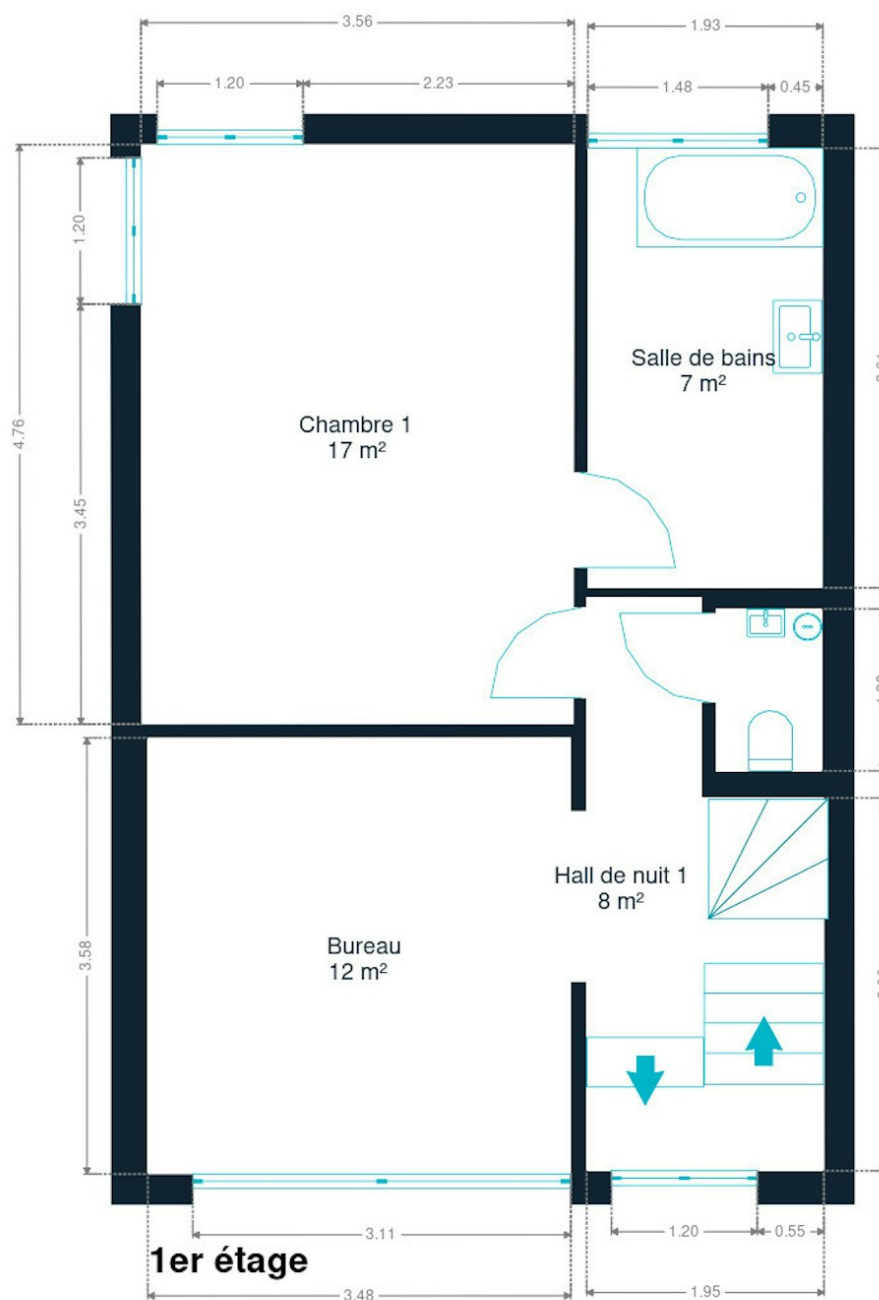 3.56
1.93
1.20
2.23
1.48
0.45
1.20
Salle de bains
7 m²
Chambre 1
17 m²
4.76
3.45
Hall de nuit 1
8 m²
Bureau
12 m²
3.58
3.11
1.20
0.55
1er étage
3.48
1.95